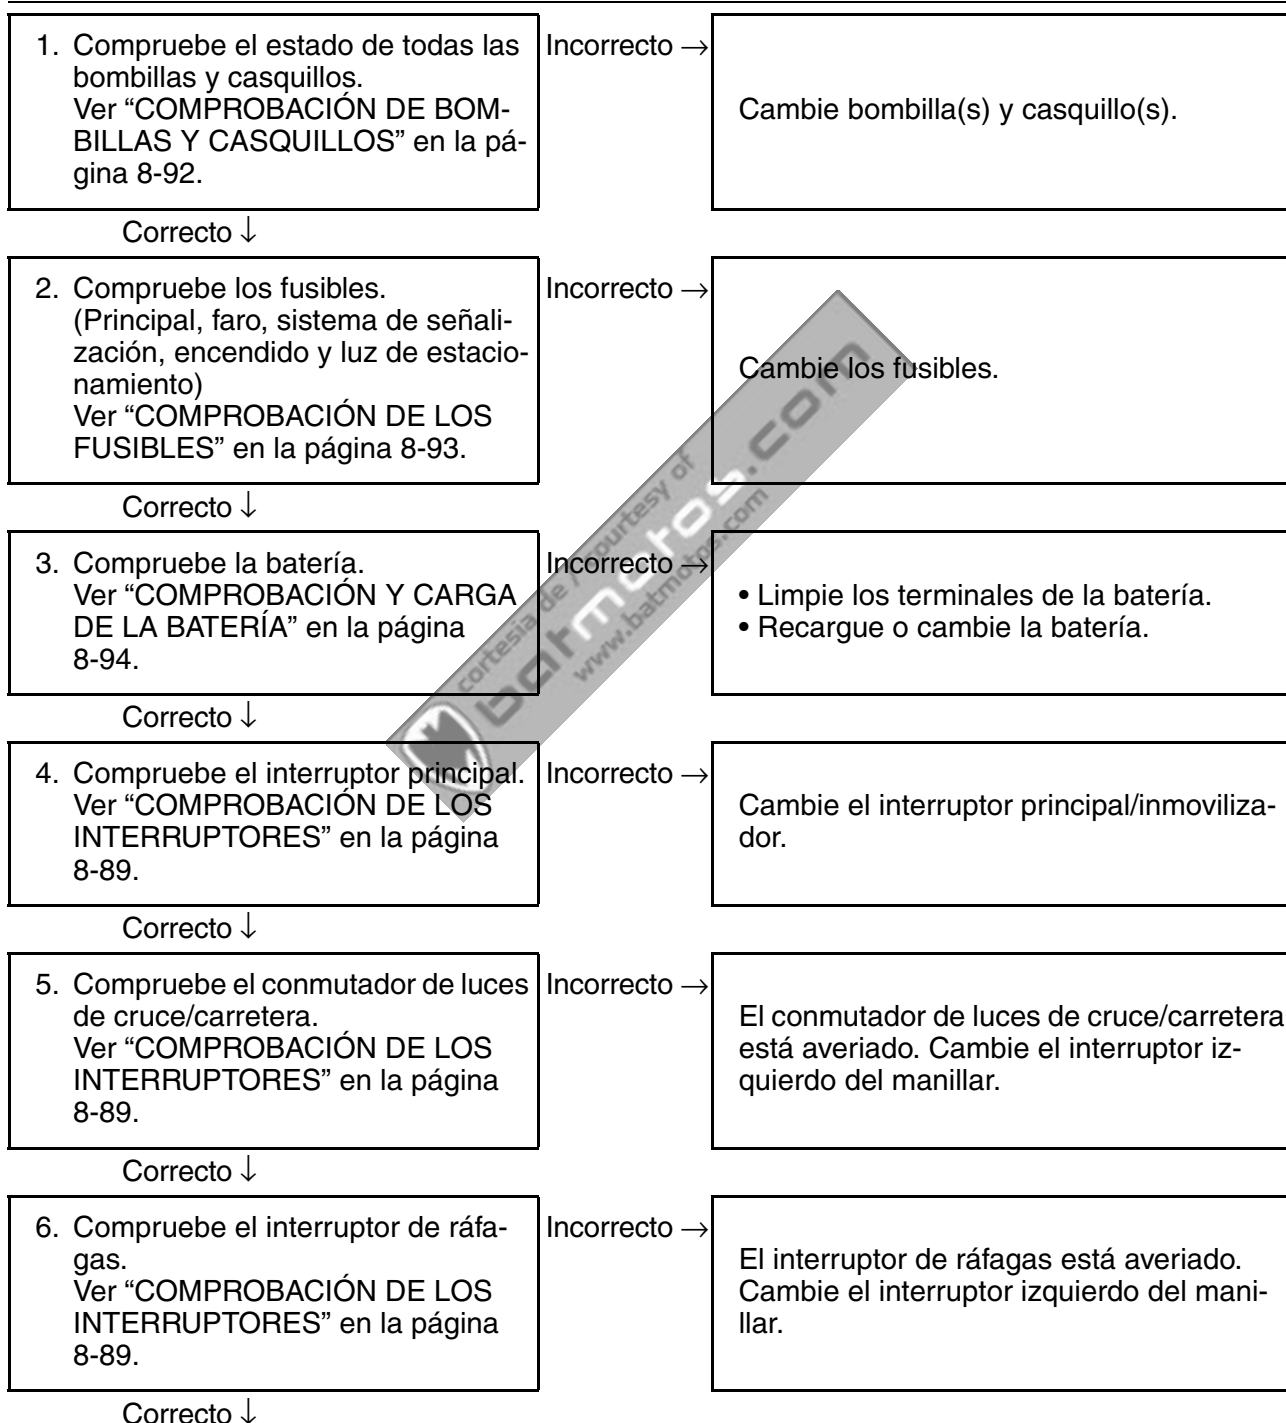 1. Compruebe el estado de todas las
bombillas y casquillos.
Ver “COMPROBACIÓN DE BOM-
BILLAS Y CASQUILLOS” en la pá-
gina 8-92.
Incorrecto →
Cambie bombilla(s) y casquillo(s).
Correcto ↓
2. Compruebe los fusibles.
(Principal, faro, sistema de señali-
zación, encendido y luz de estacio-
namiento)
Ver “COMPROBACIÓN DE LOS
FUSIBLES” en la página 8-93.
Incorrecto →
Cambie los fusibles.
Correcto ↓
3. Compruebe la batería.
Ver “COMPROBACIÓN Y CARGA
DE LA BATERÍA” en la página
8-94.
Incorrecto →
• Limpie los terminales de la batería.
• Recargue o cambie la batería.
Correcto ↓
4. Compruebe el interruptor principal.
Ver “COMPROBACIÓN DE LOS
INTERRUPTORES” en la página
8-89.
Incorrecto →
Cambie el interruptor principal/inmoviliza-
dor.
Correcto ↓
5. Compruebe el conmutador de luces
de cruce/carretera.
Ver “COMPROBACIÓN DE LOS
INTERRUPTORES” en la página
8-89.
Incorrecto →
El conmutador de luces de cruce/carretera
está averiado. Cambie el interruptor iz-
quierdo del manillar.
Correcto ↓
6. Compruebe el interruptor de ráfa-
gas.
Ver “COMPROBACIÓN DE LOS
INTERRUPTORES” en la página
8-89.
Incorrecto →
El interruptor de ráfagas está averiado.
Cambie el interruptor izquierdo del mani-
llar.
Correcto ↓
cortesia de / courtesy of
batmotos.com
www.batmotos.com